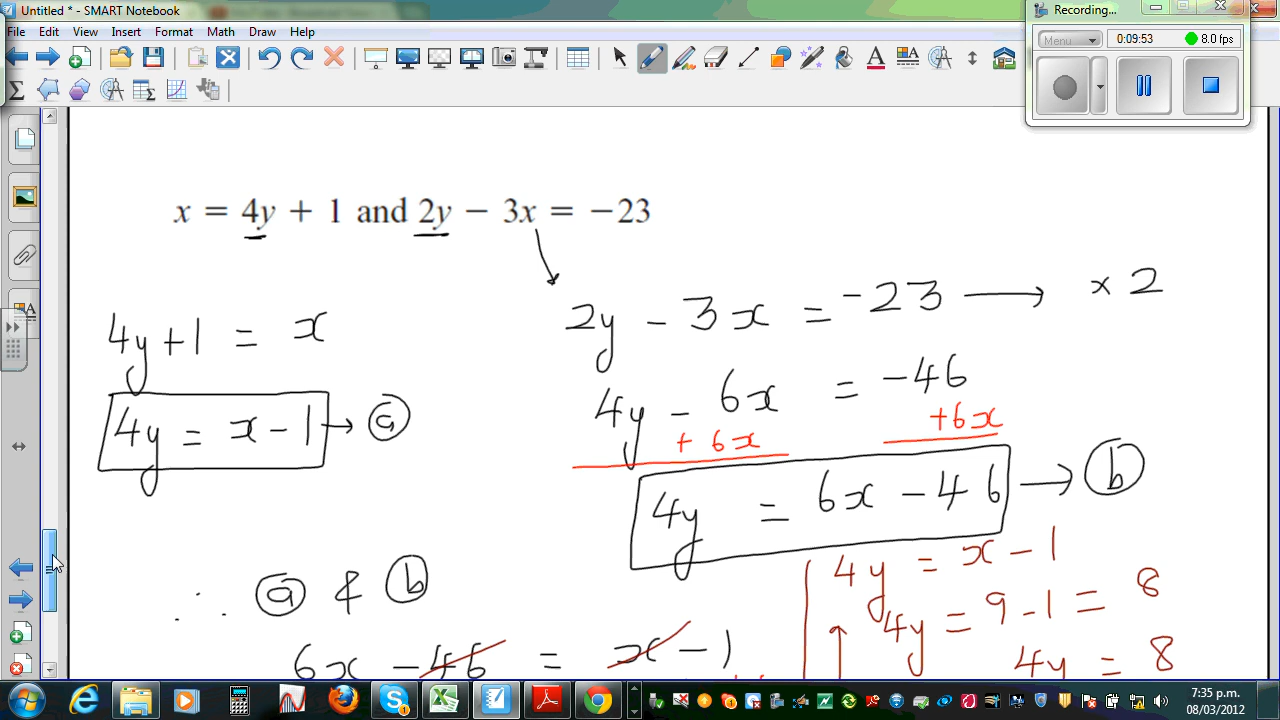 Untitled * - SMART Notebook
File Edit View Insert Format Math Draw Help
Recording...
Menu 0:09:53 8.0 fps
x = 4y + 1 and 2y − 3x = −23
2y − 3x = −23 → × 2
4y + 1 = x
4y − 6x = −46
+ 6x +6x
4y = x − 1 → a
4y = 6x − 46 → b
4y = x − 1
∴ a & b
4y = 9 − 1 = 8
6x − 46 = x − 1
4y = 8
7:35 p.m.
08/03/2012